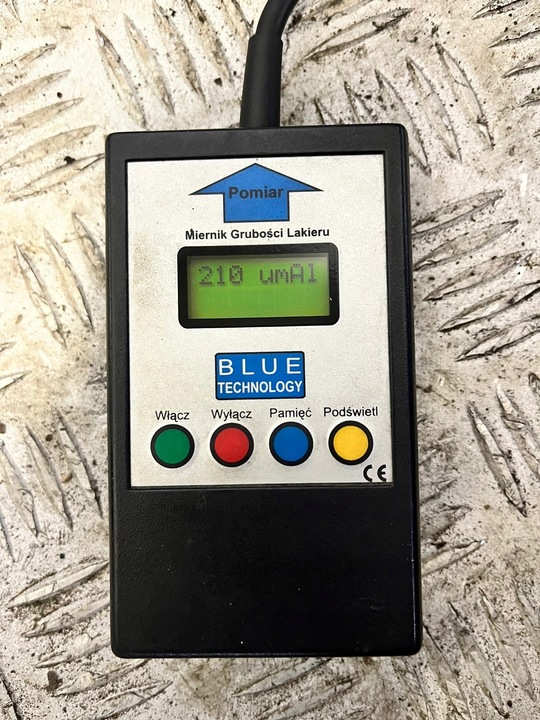 Pomiar
Miernik Grubości Lakieru
210 umAl
BLUE
TECHNOLOGY
Włącz Wyłącz Pamięć Podświetl
CE